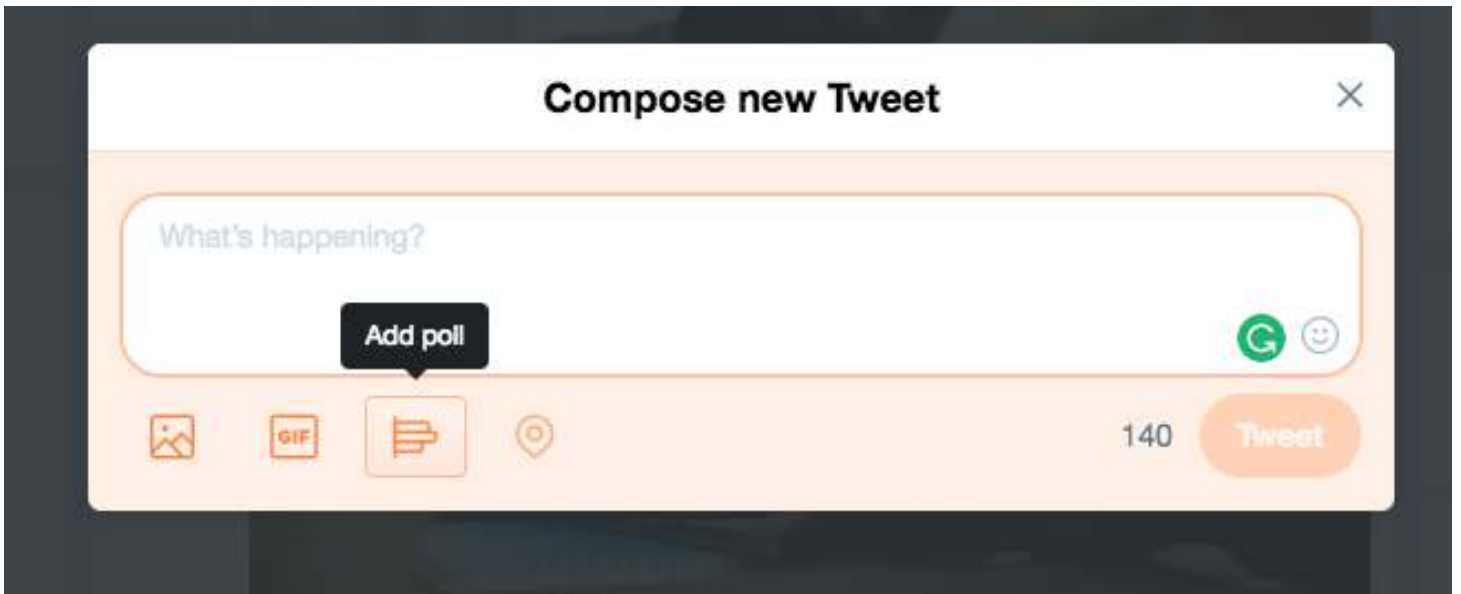 Compose new Tweet
What's happening?
Add poll
GIF
140 Tweet